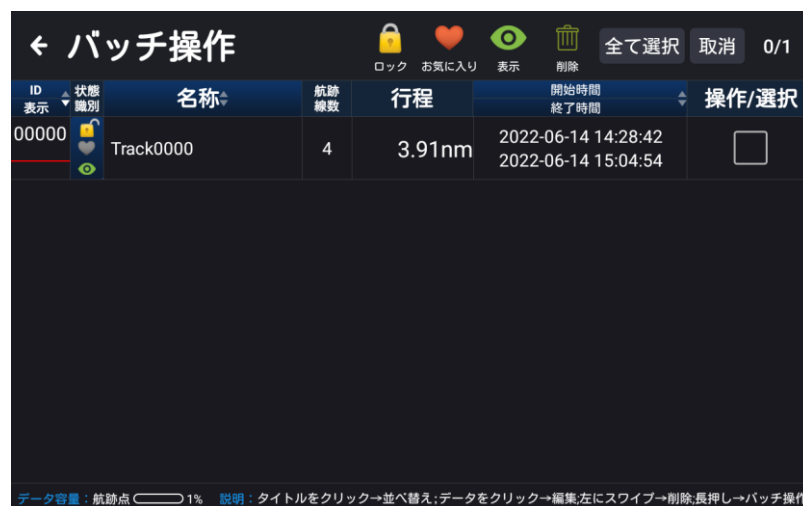 バッチ操作
ロック お気に入り 表示 削除 全て選択 取消 0/1
ID 表示 状態 識別 名称 航跡 線数 行程 開始時間 終了時間 操作/選択
00000 Track0000 4 3.91nm 2022-06-14 14:28:42
2022-06-14 15:04:54
データ容量：航跡点 1% 説明：タイトルをクリック→並べ替え;データをクリック→編集;左にスワイプ→削除;長押し→バッチ操作